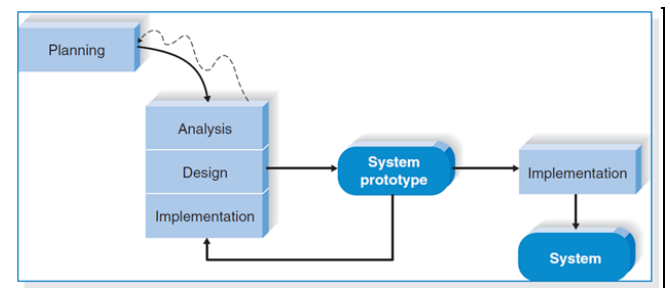 Planning
Analysis
Design
Implementation
System
prototype
Implementation
System